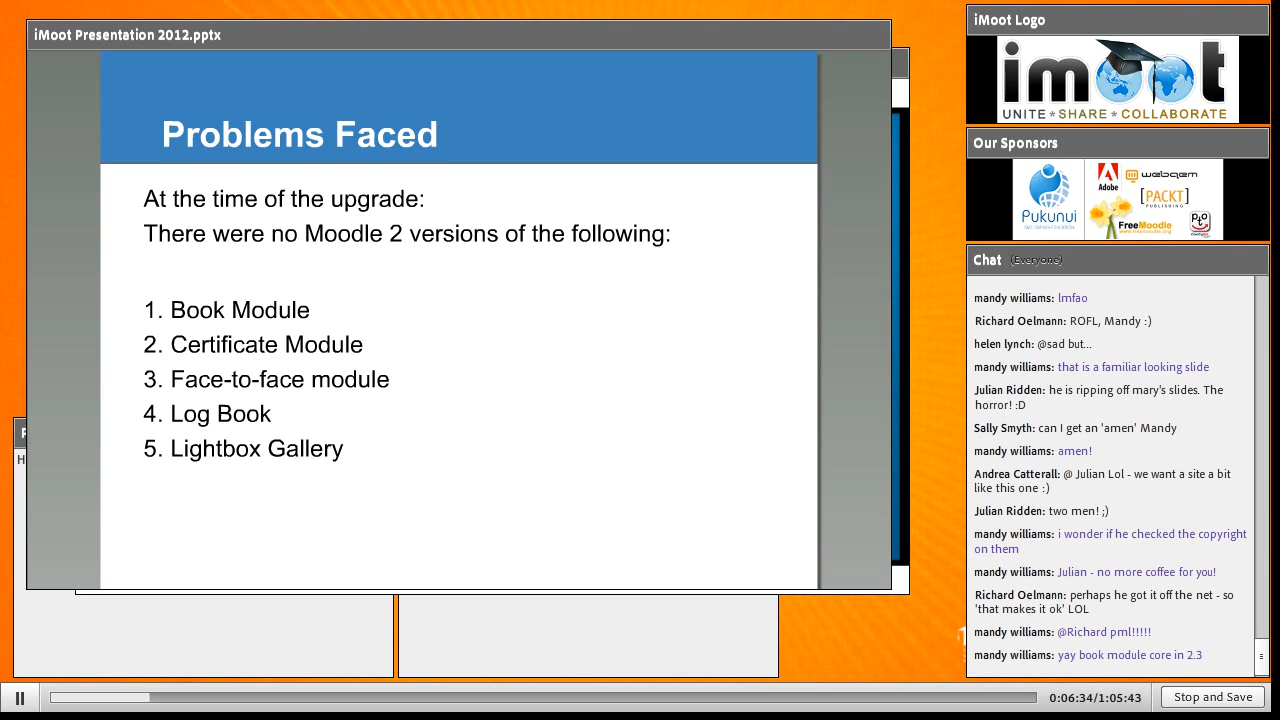 iMoot Presentation 2012.pptx
Problems Faced
At the time of the upgrade:
There were no Moodle 2 versions of the following:
1. Book Module
2. Certificate Module
3. Face-to-face module
4. Log Book
5. Lightbox Gallery
iMoot Logo
imoot
UNITE * SHARE * COLLABORATE
Our Sponsors
Pukunui
Adobe
webqem
[PACKT]
PUBLISHING
FreeMoodle
Chat (Everyone)
mandy williams: lmfao
Richard Oelmann: ROFL, Mandy :)
helen lynch: @sad but...
mandy williams: that is a familiar looking slide
Julian Ridden: he is ripping off mary's slides. The
horror! :D
Sally Smyth: can I get an 'amen' Mandy
mandy williams: amen!
Andrea Catterall: @ Julian Lol - we want a site a bit
like this one :)
Julian Ridden: two men! ;)
mandy williams: i wonder if he checked the copyright
on them
mandy williams: Julian - no more coffee for you!
Richard Oelmann: perhaps he got it off the net - so
'that makes it ok' LOL
mandy williams: @Richard pml!!!!!
mandy williams: yay book module core in 2.3
0:06:34/1:05:43
Stop and Save